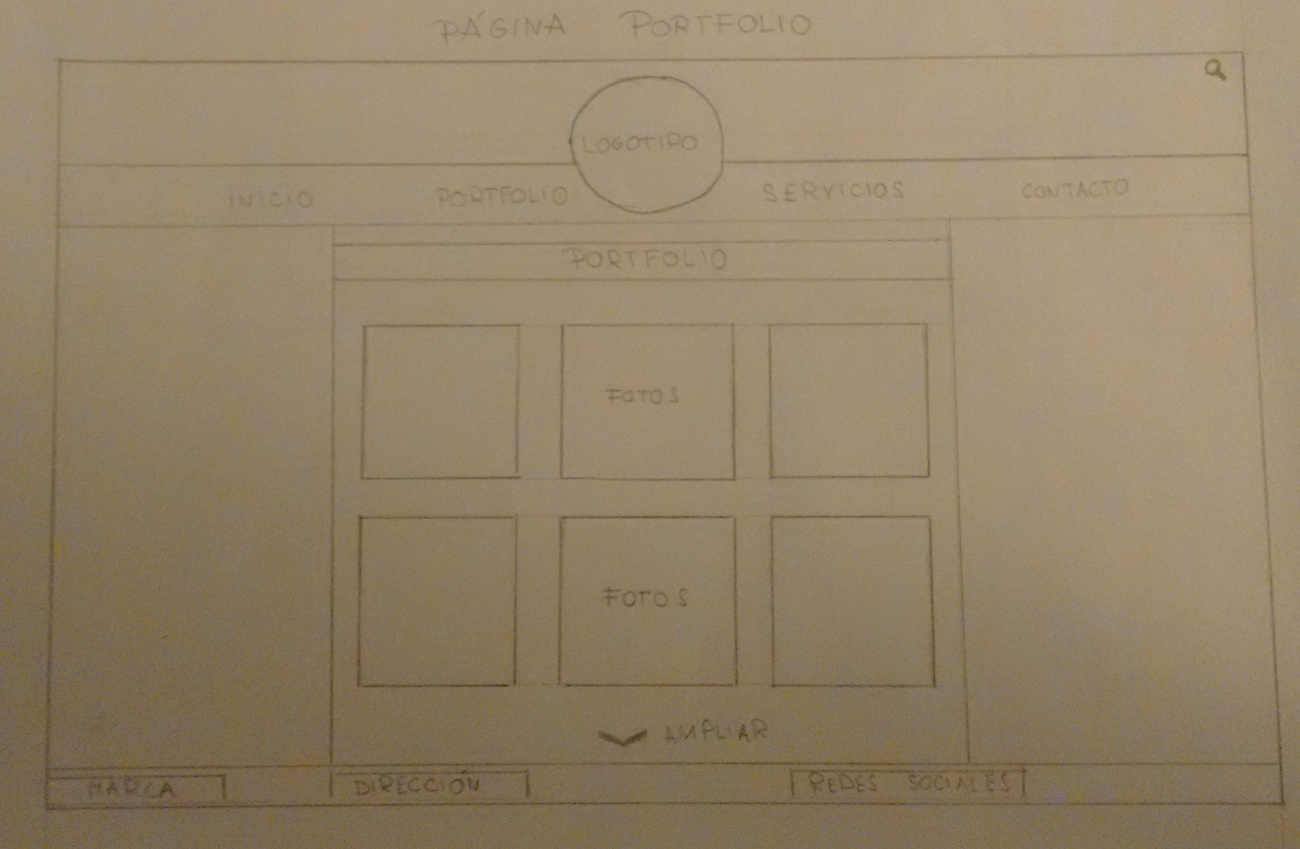 PÁGINA PORTFOLIO
LOGOTIPO
INICIO PORTFOLIO SERVICIOS CONTACTO
PORTFOLIO
FOTOS
FOTOS
AMPLIAR
MARCA DIRECCIÓN REDES SOCIALES